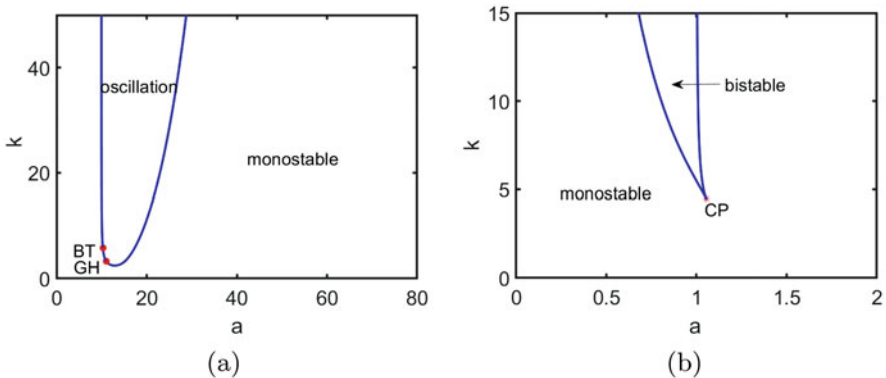 40
20
0
k
oscillation
monostable
BT
GH
0
20
40
60
80
a
(a)
15
10
5
0
k
bistable
monostable
CP
0
0.5
1
1.5
2
a
(b)